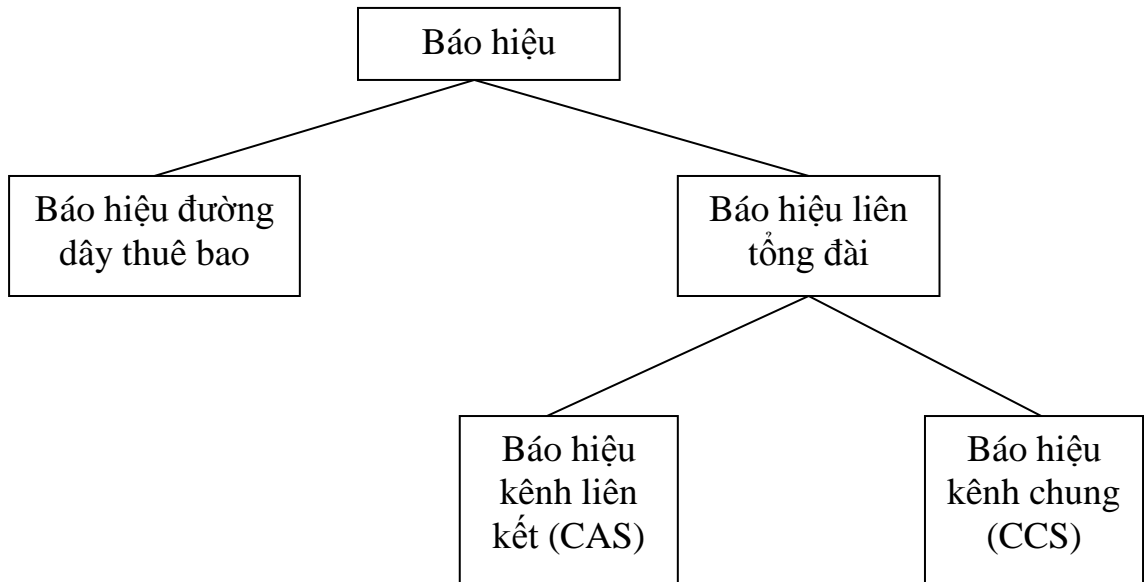 Báo hiệu
Báo hiệu đường
dây thuê bao
Báo hiệu liên
tổng đài
Báo hiệu
kênh liên
kết (CAS)
Báo hiệu
kênh chung
(CCS)